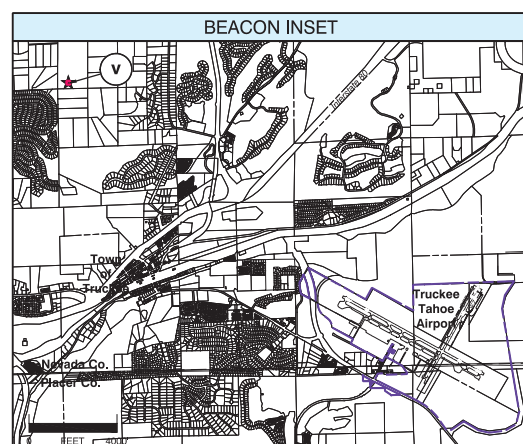 BEACON INSET
V
Interstate 80
Town
of
Truckee
Truckee
Tahoe
Airport
Nevada Co.
Placer Co.
FEET 4000